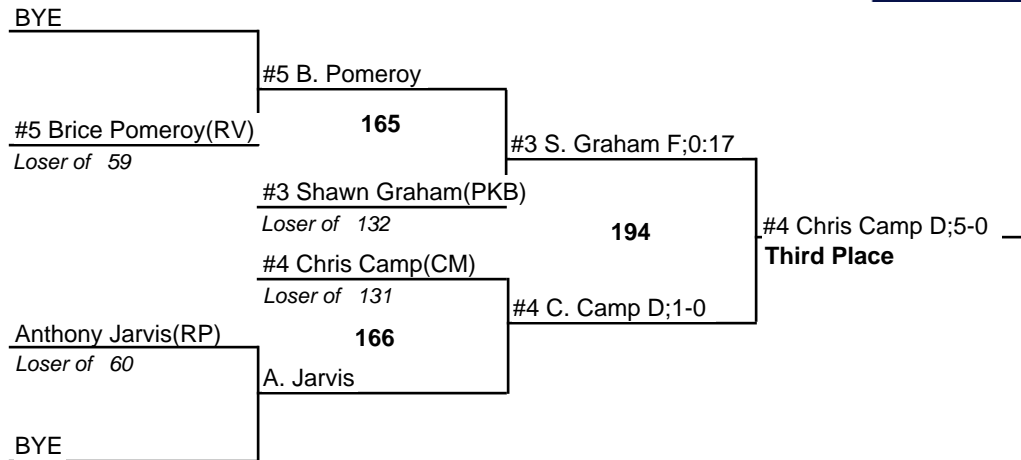 BYE
#5 B. Pomeroy
#5 Brice Pomeroy(RV)
165
Loser of 59
#3 S. Graham F;0:17
#3 Shawn Graham(PKB)
Loser of 132
194
#4 Chris Camp D;5-0
Third Place
#4 Chris Camp(CM)
Loser of 131
#4 C. Camp D;1-0
Anthony Jarvis(RP)
166
Loser of 60
A. Jarvis
BYE